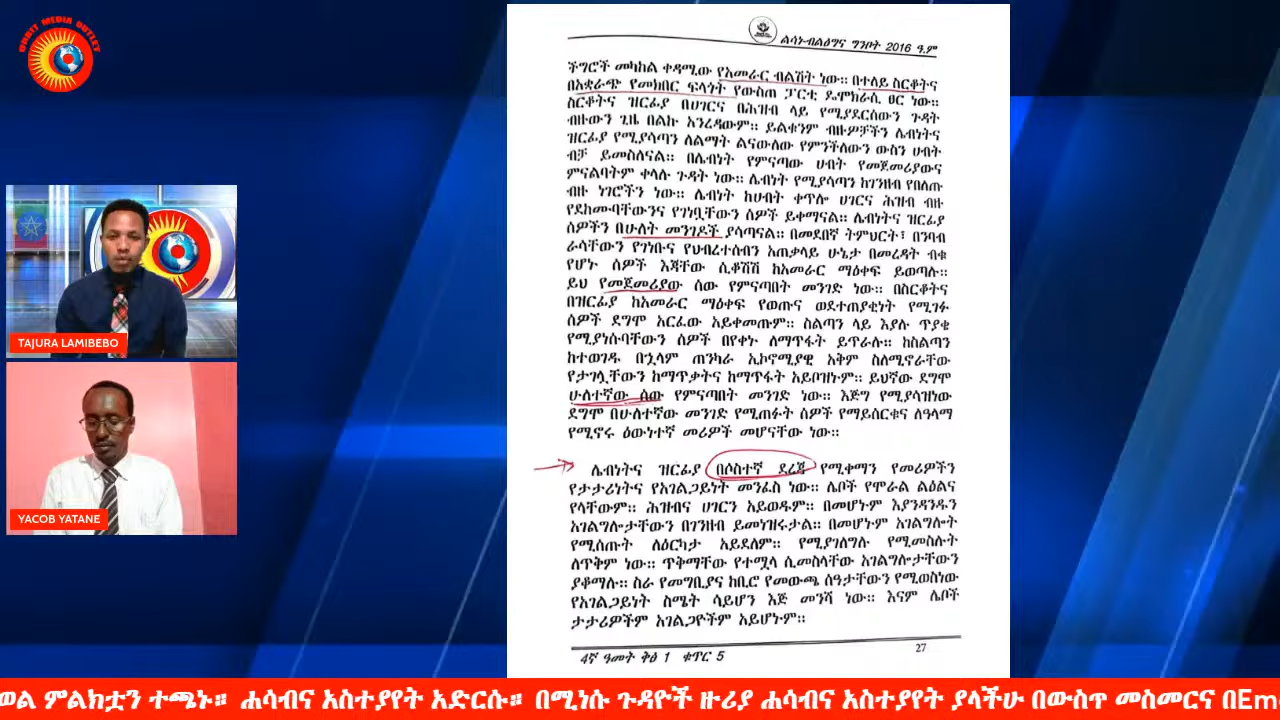 ORBIT MEDIA OUTLET
TAJURA LAMIBEBO
YACOB YATANE
ልሳነ-ብልፅግና ግንቦት 2016 ዓ.ም
ችግሮች መካከል ቀዳሚው የአመራር ብልሽት ነው። በተለይ ስርቆትና
በአቋራጭ የመክበር ፍላጎት የውስጠ ፓርቲ ዴሞክራሲ ፀር ነው።
ስርቆትና ዝርፊያ በሀገርና በሕዝብ ላይ የሚያደርሰውን ጉዳት
ብዙውን ጊዜ በልኩ አንረዳውም። ይልቁንም ብዙዎቻችን ሌብነትና
ዝርፊያ የሚያሳጣን ለልማት ልናውለው የምንችለውን ውስን ሀብት
ብቻ ይመስለናል። በሌብነት የምናጣው ሀብት የመጀመሪያውና
ምናልባትም ቀላሉ ጉዳት ነው። ሌብነት የሚያሳጣን ከገንዘብ የበለጡ
ብዙ ነገሮችን ነው። ሌብነት ከሀብት ቀጥሎ ሀገርና ሕዝብ ብዙ
የደከሙባቸውንና የገነቧቸውን ሰዎች ይቀማናል። ሌብነትና ዝርፊያ
ሰዎችን በሁለት መንገዶች ያሳጣናል። በመደበኛ ትምህርት፣ በንባብ
ራሳቸውን የገነቡና የህብረተሰብን አጠቃላይ ሁኔታ በመረዳት ብቁ
የሆኑ ሰዎች እጃቸው ሲቆሽሽ ከአመራር ማዕቀፍ ይወጣሉ።
ይህ የመጀመሪያው ሰው የምናጣበት መንገድ ነው። በስርቆትና
በዝርፊያ ከአመራር ማዕቀፍ የወጡና ወደተጠያቂነት የሚገፉ
ሰዎች ደግሞ አርፈው አይቀመጡም። ስልጣን ላይ እያሉ ጥያቄ
የሚያነሱባቸውን ሰዎች በየቀኑ ለማጥፋት ይጥራሉ። ከስልጣን
ከተወገዱ በኋላም ጠንካራ ኢኮኖሚያዊ አቅም ስለሚኖራቸው
የታገሏቸውን ከማጥቃትና ከማጥፋት አይቦዝኑም። ይህኛው ደግሞ
ሁለተኛው ሰው የምናጣበት መንገድ ነው። እጅግ የሚያሳዝነው
ደግሞ በሁለተኛው መንገድ የሚጠፉት ሰዎች የማይሰርቁና ለዓላማ
የሚኖሩ ዕውነተኛ መሪዎች መሆናቸው ነው።
ሌብነትና ዝርፊያ በሶስተኛ ደረጃ የሚቀማን የመሪዎችን
የታታሪነትና የአገልጋይነት መንፈስ ነው። ሌቦች የሞራል ልዕልና
የላቸውም። ሕዝብና ሀገርን አይወዱም። በመሆኑም እያንዳንዱን
አገልግሎታቸውን በገንዘብ ይመነዝሩታል። በመሆኑም አገልግሎት
የሚሰጡት ለዕርካታ አይደለም። የሚያገለግሉ የሚመስሉት
ለጥቅም ነው። ጥቅማቸው የተሟላ ሲመስላቸው አገልግሎታቸውን
ያቆማሉ። ስራ የመግቢያና ከቢሮ የመውጫ ሰዓታቸውን የሚወስነው
የአገልጋይነት ስሜት ሳይሆን እጅ መንሻ ነው። እናም ሌቦች
ታታሪዎችም አገልጋዮችም አይሆኑም።
4ኛ ዓመት ቅፅ 1 ቁጥር 5
27
ወል ምልክቷን ተጫኑ። ሐሳብና አስተያየት አድርሱ። በሚነሱ ጉዳዮች ዙሪያ ሐሳብና አስተያየት ያላችሁ በውስጥ መስመርና በEm